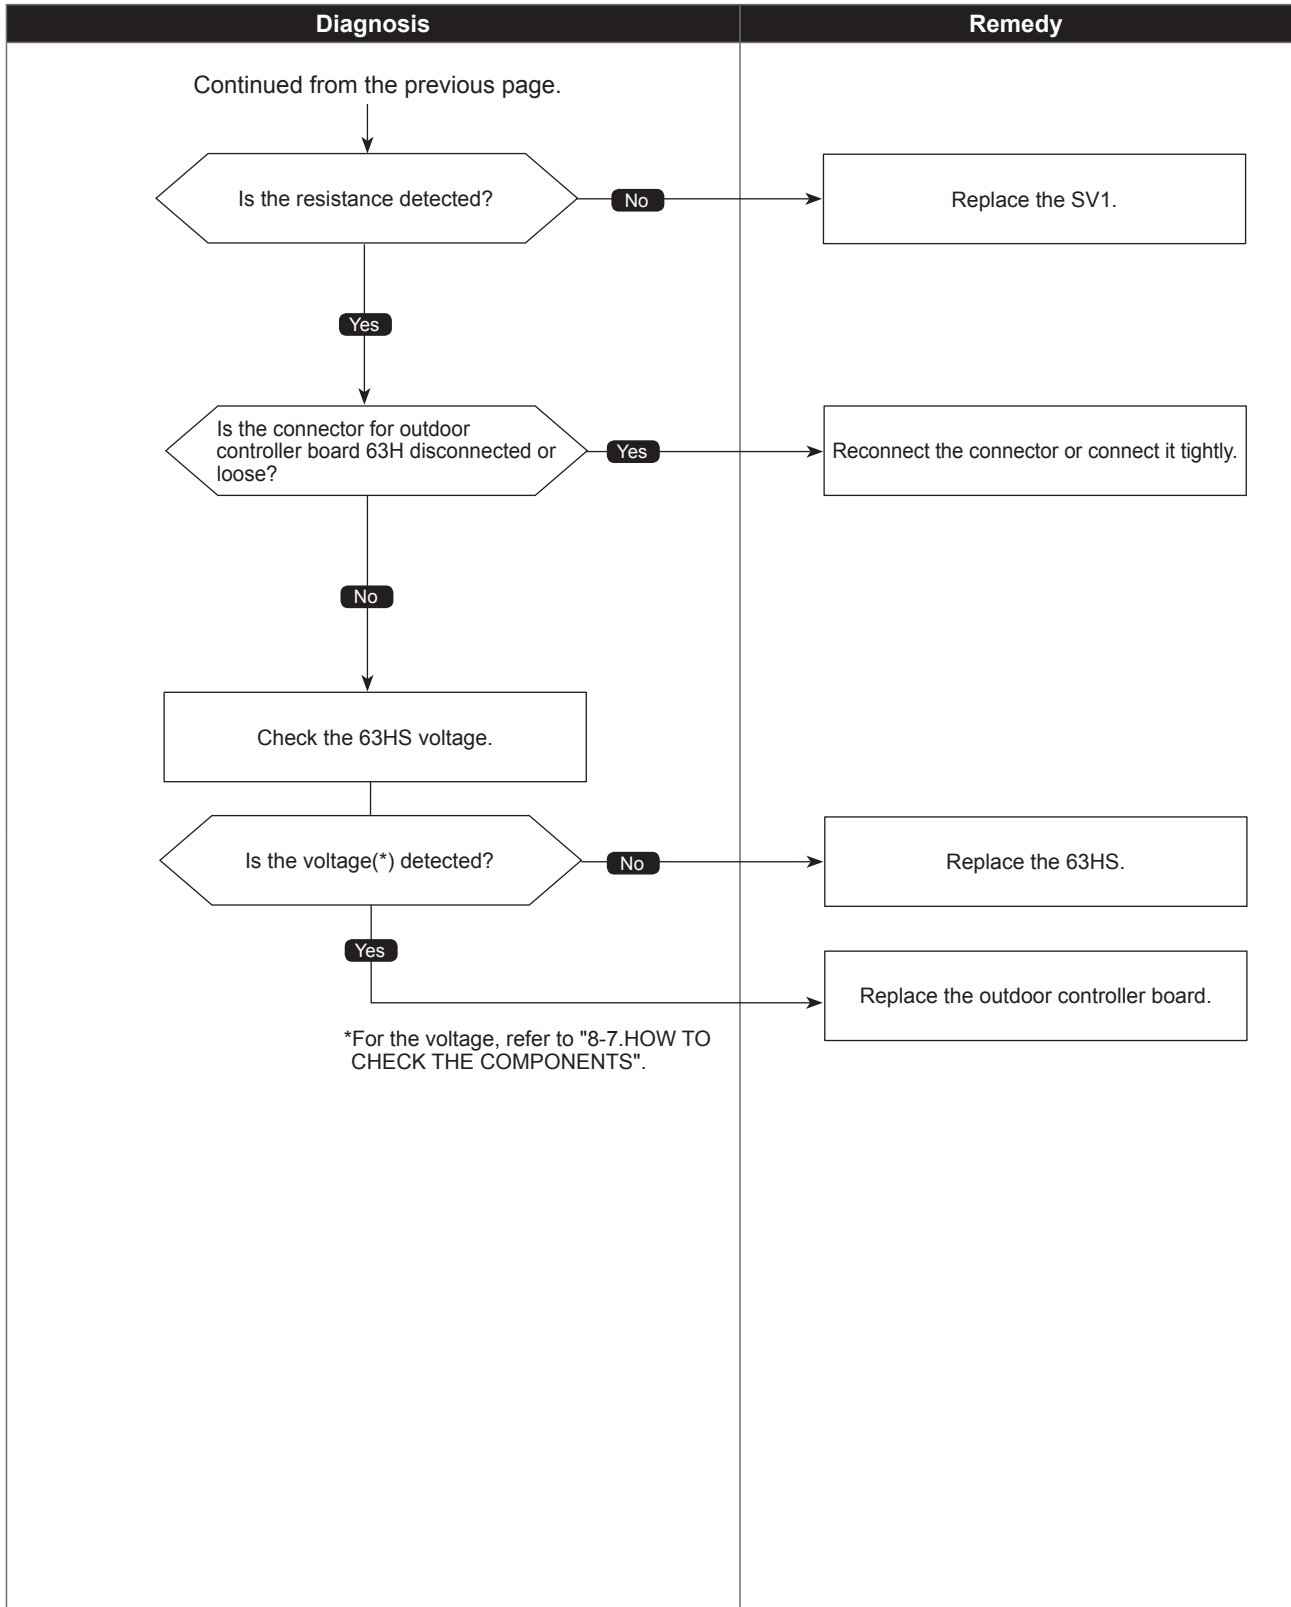 Diagnosis
Remedy
Continued from the previous page.
Is the resistance detected?
No
Replace the SV1.
Yes
Is the connector for outdoor
controller board 63H disconnected or
loose?
Yes
Reconnect the connector or connect it tightly.
No
Check the 63HS voltage.
Is the voltage(*) detected?
No
Replace the 63HS.
Yes
Replace the outdoor controller board.
*For the voltage, refer to "8-7.HOW TO
CHECK THE COMPONENTS".